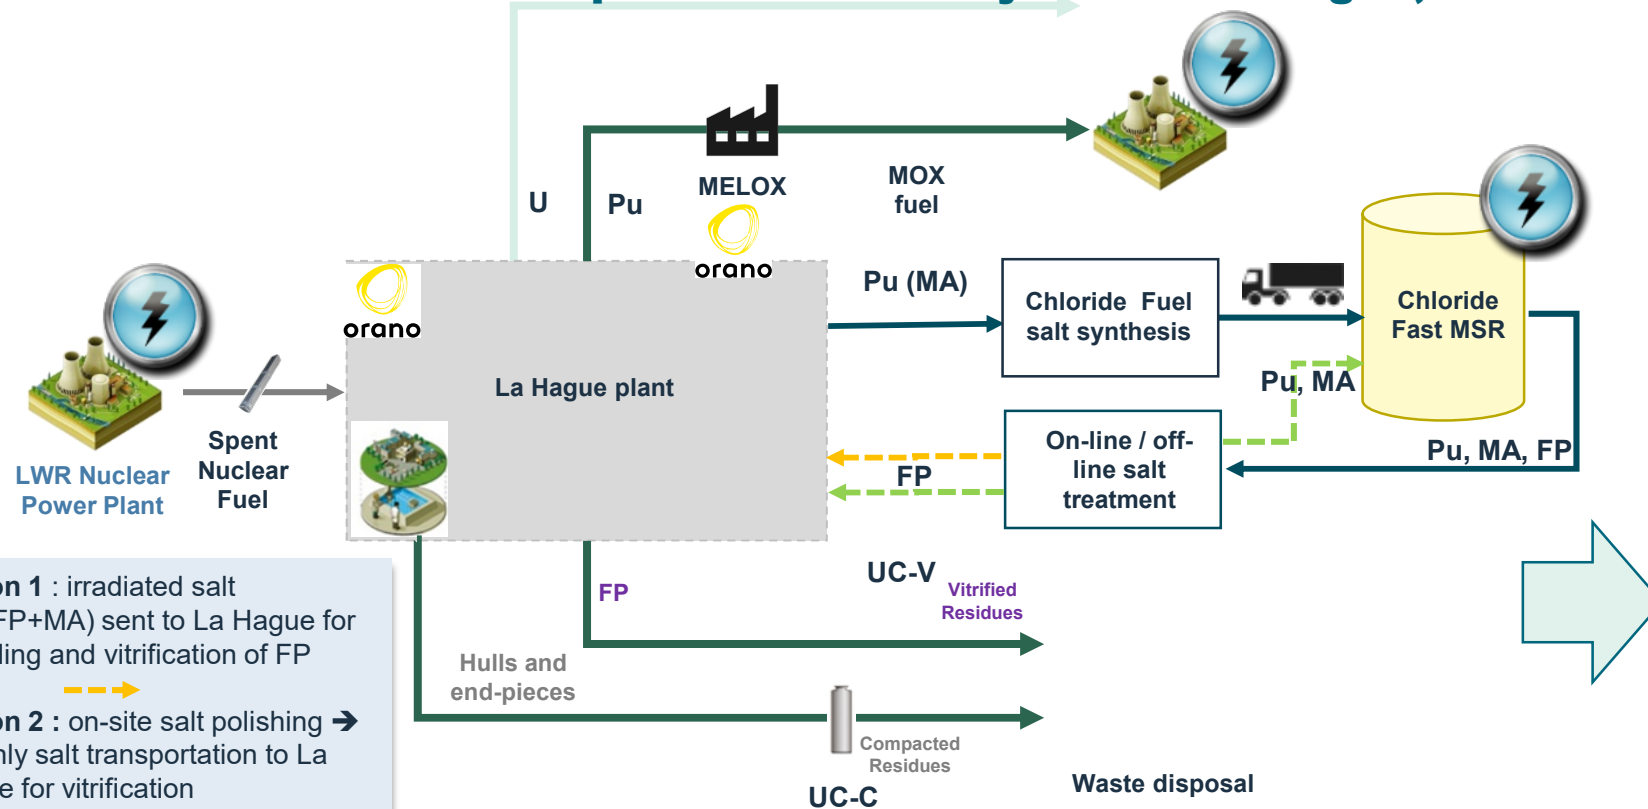 U
Pu
MELOX
MOX
fuel
orano
orano
Pu (MA)
Chloride Fuel
salt synthesis
Chloride
Fast MSR
La Hague plant
Pu, MA
Spent
Nuclear
Fuel
LWR Nuclear
Power Plant
On-line / off-
line salt
treatment
FP
Pu, MA, FP
on 1 : irradiated salt
FP+MA) sent to La Hague for
ling and vitrification of FP
on 2 : on-site salt polishing ➔
nly salt transportation to La
e for vitrification
FP
UC-V
Vitrified
Residues
Hulls and
end-pieces
Compacted
Residues
UC-C
Waste disposal